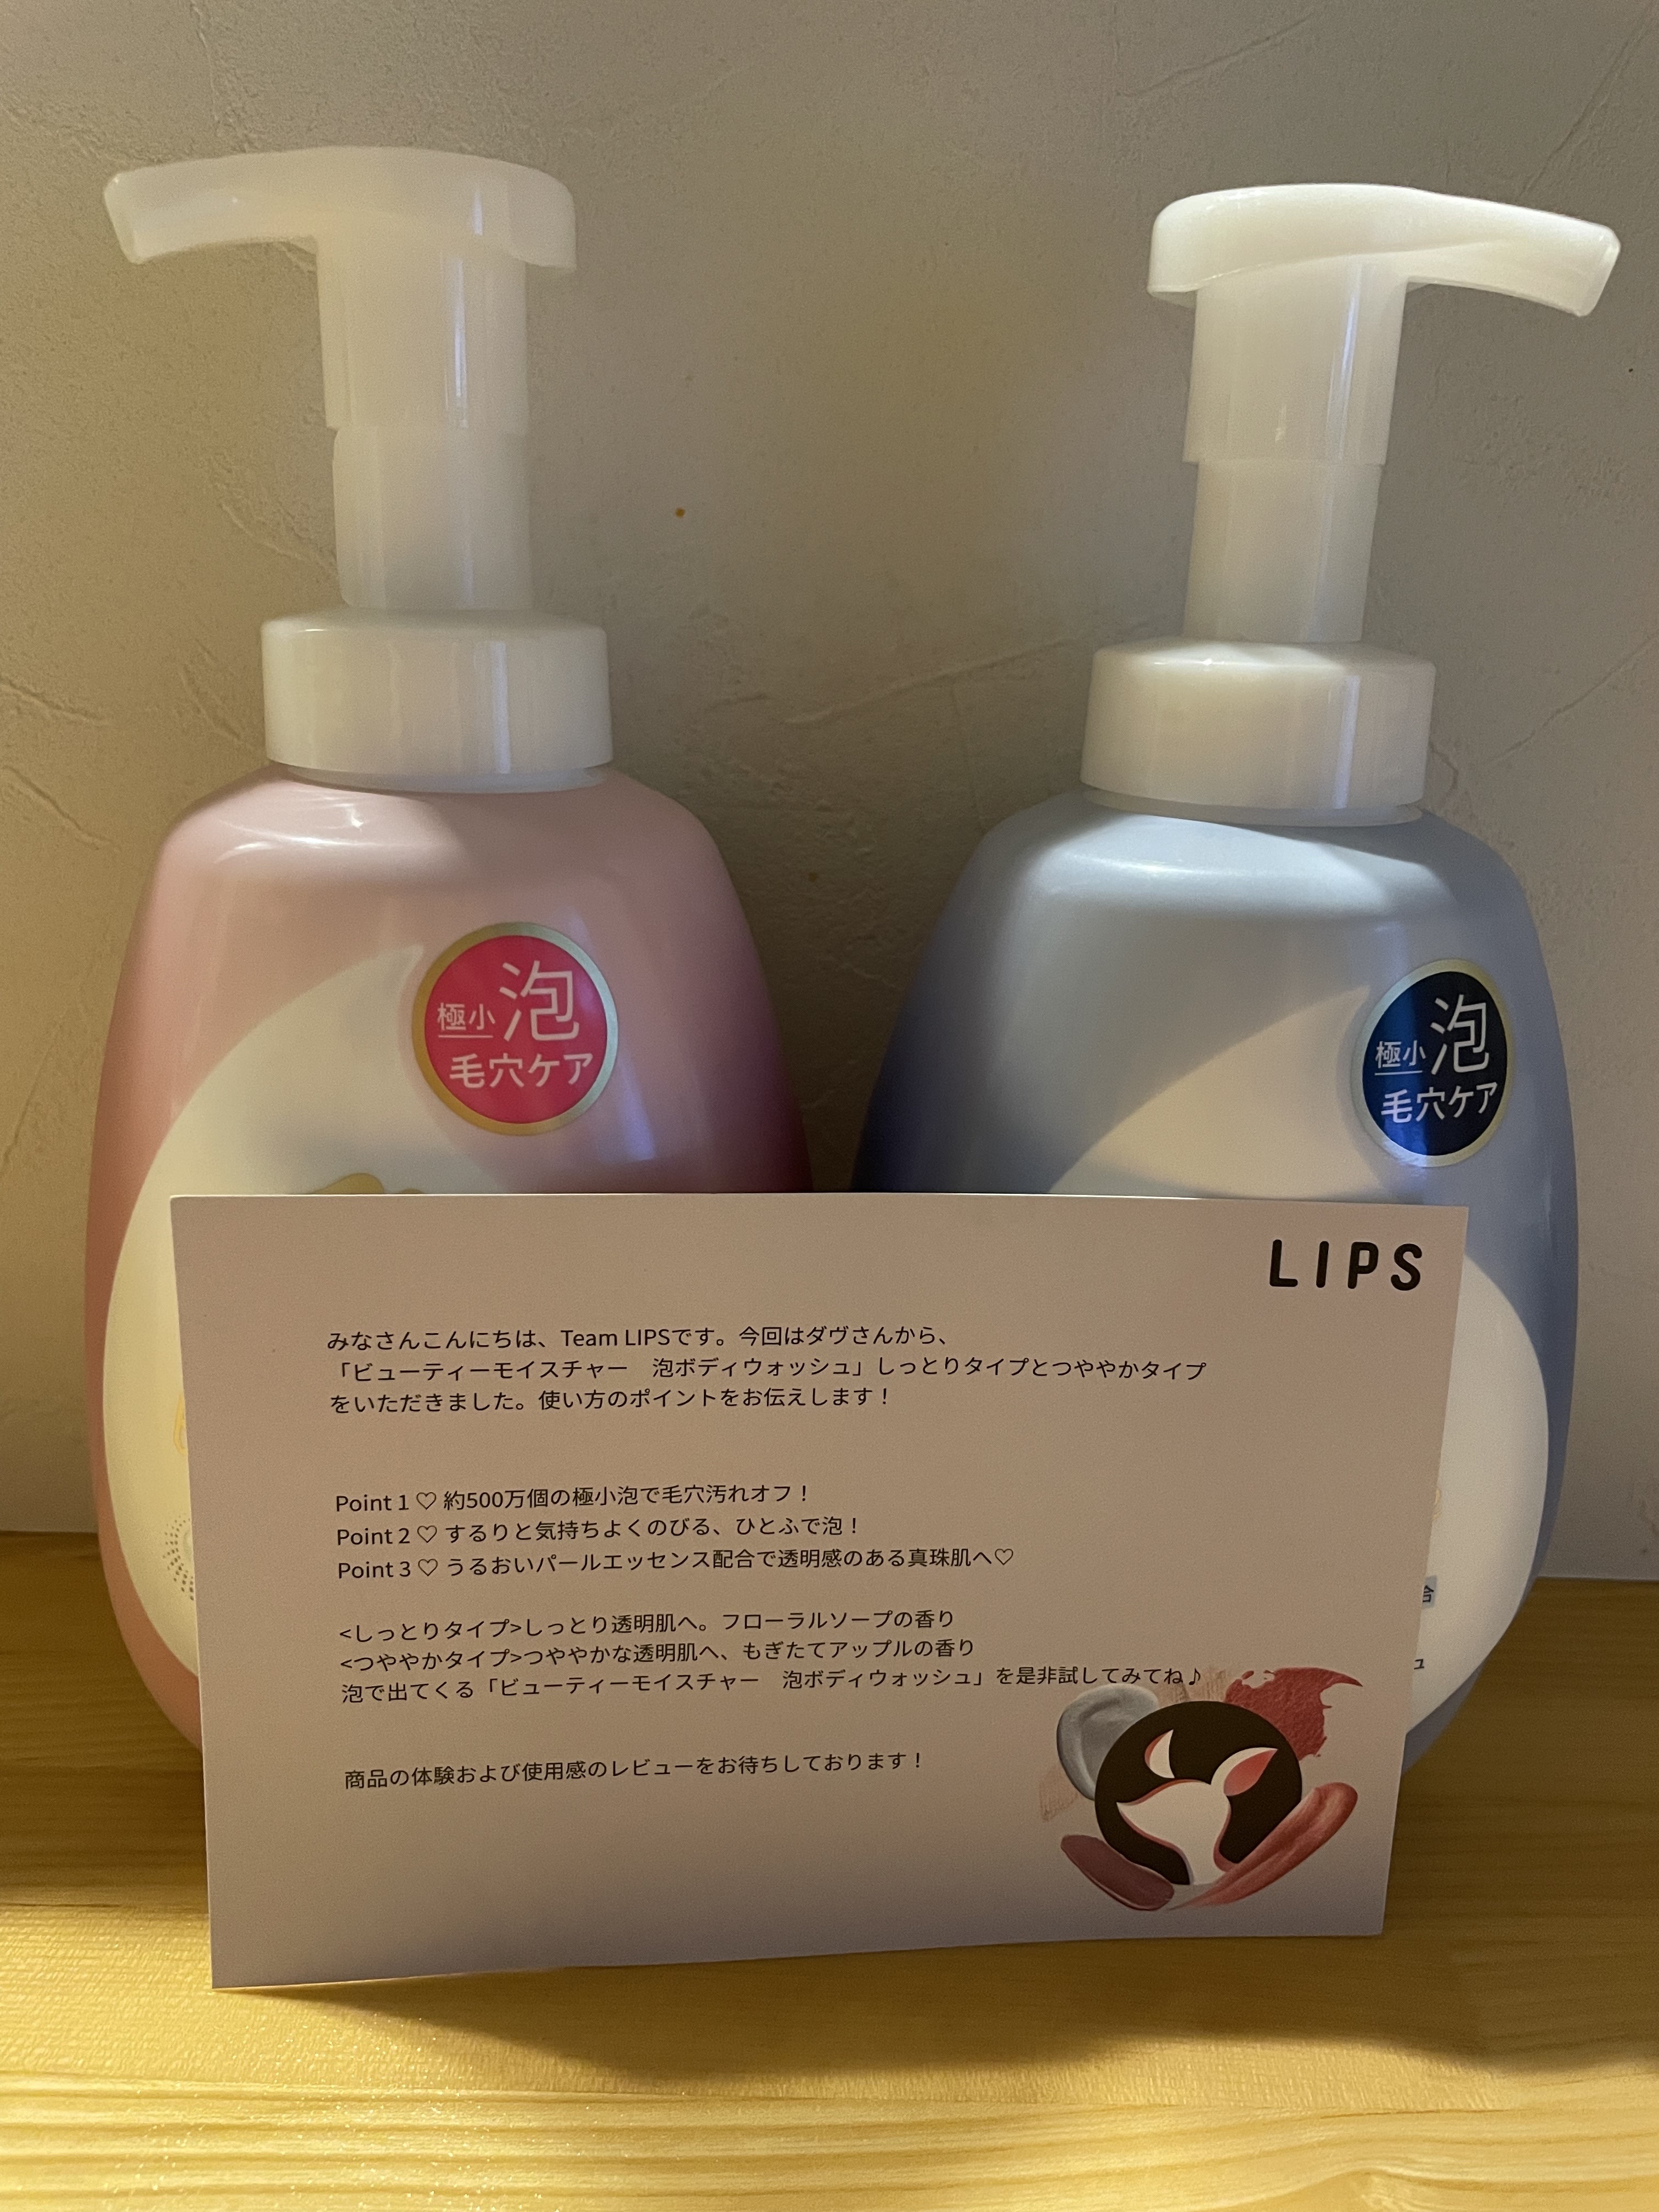 極小泡
毛穴ケア
極小泡
毛穴ケア
LIPS
みなさんこんにちは、Team LIPSです。今回はダヴさんから、
「ビューティーモイスチャー　泡ボディウォッシュ」しっとりタイプとつややかタイプ
をいただきました。使い方のポイントをお伝えします！
Point 1 ♡ 約500万個の極小泡で毛穴汚れオフ！
Point 2 ♡ するりと気持ちよくのびる、ひとふで泡！
Point 3 ♡ うるおいパールエッセンス配合で透明感のある真珠肌へ♡
<しっとりタイプ>しっとり透明肌へ。フローラルソープの香り
<つややかタイプ>つややかな透明肌へ、もぎたてアップルの香り
泡で出てくる「ビューティーモイスチャー　泡ボディウォッシュ」を是非試してみてね♪
商品の体験および使用感のレビューをお待ちしております！
合
ュ